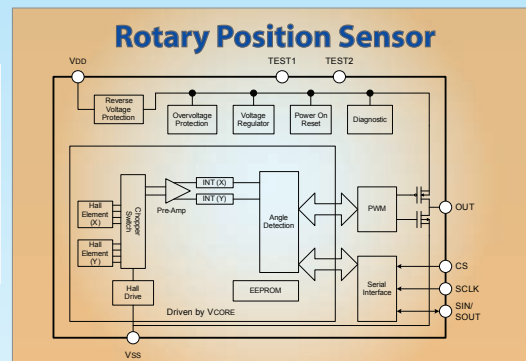 Rotary Position Sensor
VDD
TEST1
TEST2
Reverse
Voltage
Protection
Overvoltage
Protection
Voltage
Regulator
Power On
Reset
Diagnostic
Hall
Element
(X)
Hall
Element
(Y)
Chopper
Switch
Pre-Amp
INT (X)
INT (Y)
Angle
Detection
PWM
OUT
Hall
Drive
EEPROM
Driven by VCORE
Serial
Interface
CS
SCLK
SIN/
SOUT
VSS